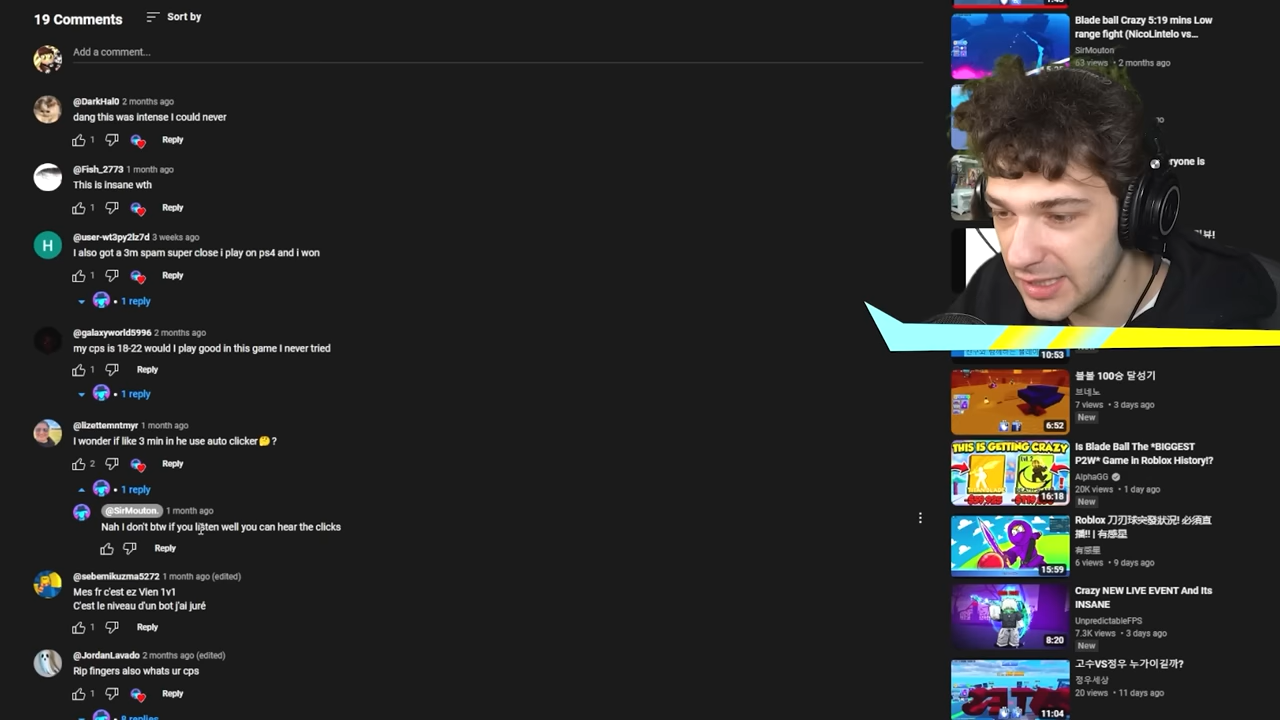 19 Comments
Sort by
Add a comment...
@DarkHal0 2 months ago
dang this was intense I could never
1
Reply
@Fish_2773 1 month ago
This is insane wth
1
Reply
H
@user-wt3py2lz7d 3 weeks ago
I also got a 3m spam super close i play on ps4 and i won
1
Reply
1 reply
@galaxyworld5996 2 months ago
my cps is 18-22 would I play good in this game I never tried
1
Reply
1 reply
@lizettemntmyr 1 month ago
I wonder if like 3 min in he use auto clicker🤔?
2
Reply
1 reply
@SirMouton. 1 month ago
Nah I don't btw if you listen well you can hear the clicks
Reply
@sebemikuzma5272 1 month ago (edited)
Mes fr c'est ez Vien 1v1
C'est le niveau d'un bot j'ai juré
1
Reply
@JordanLavado 2 months ago (edited)
Rip fingers also whats ur cps
1
Reply
Blade ball Crazy 5:19 mins Low
range fight (NicoLintelo vs...
SirMouton
63 views • 2 months ago
eryone is
10:53
블볼 100승 달성기
브네노
7 views • 3 days ago
New
6:52
THIS IS GETTING CRAZY
Is Blade Ball The *BIGGEST
P2W* Game in Roblox History!?
AlphaGG
20K views • 1 day ago
New
16:18
Roblox 刀刃球突發狀況! 必須直
播!! | 有感星
有感星
6 views • 9 days ago
15:59
Crazy NEW LIVE EVENT And Its
INSANE
UnpredictableFPS
7.3K views • 3 days ago
New
8:20
고수VS정우 누가이길까?
정우세상
20 views • 11 days ago
11:04